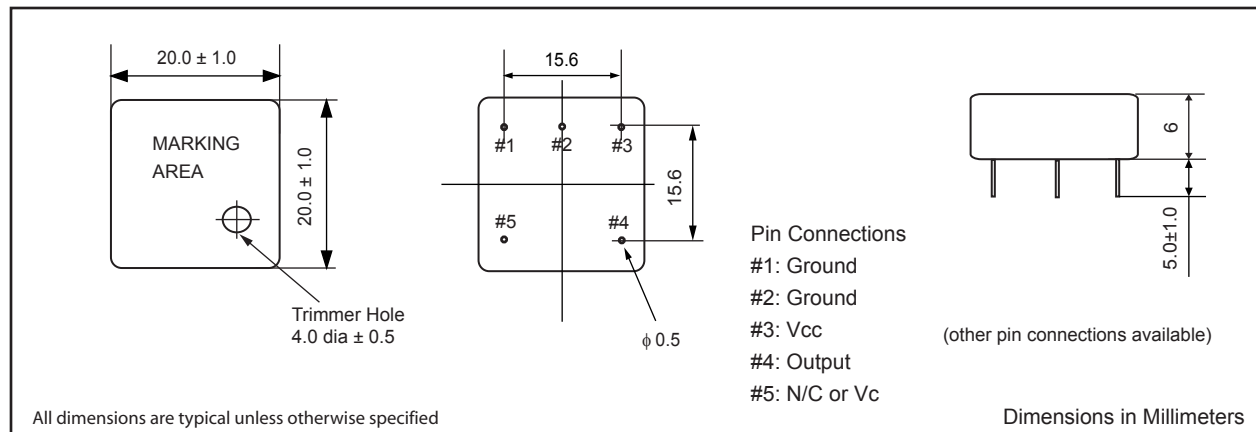 20.0 ± 1.0
MARKING
AREA
20.0 ± 1.0
Trimmer Hole
4.0 dia ± 0.5
15.6
#1 #2 #3
15.6
#5 #4
ϕ 0.5
Pin Connections
#1: Ground
#2: Ground
#3: Vcc
#4: Output
#5: N/C or Vc
6
5.0±1.0
(other pin connections available)
All dimensions are typical unless otherwise specified
Dimensions in Millimeters